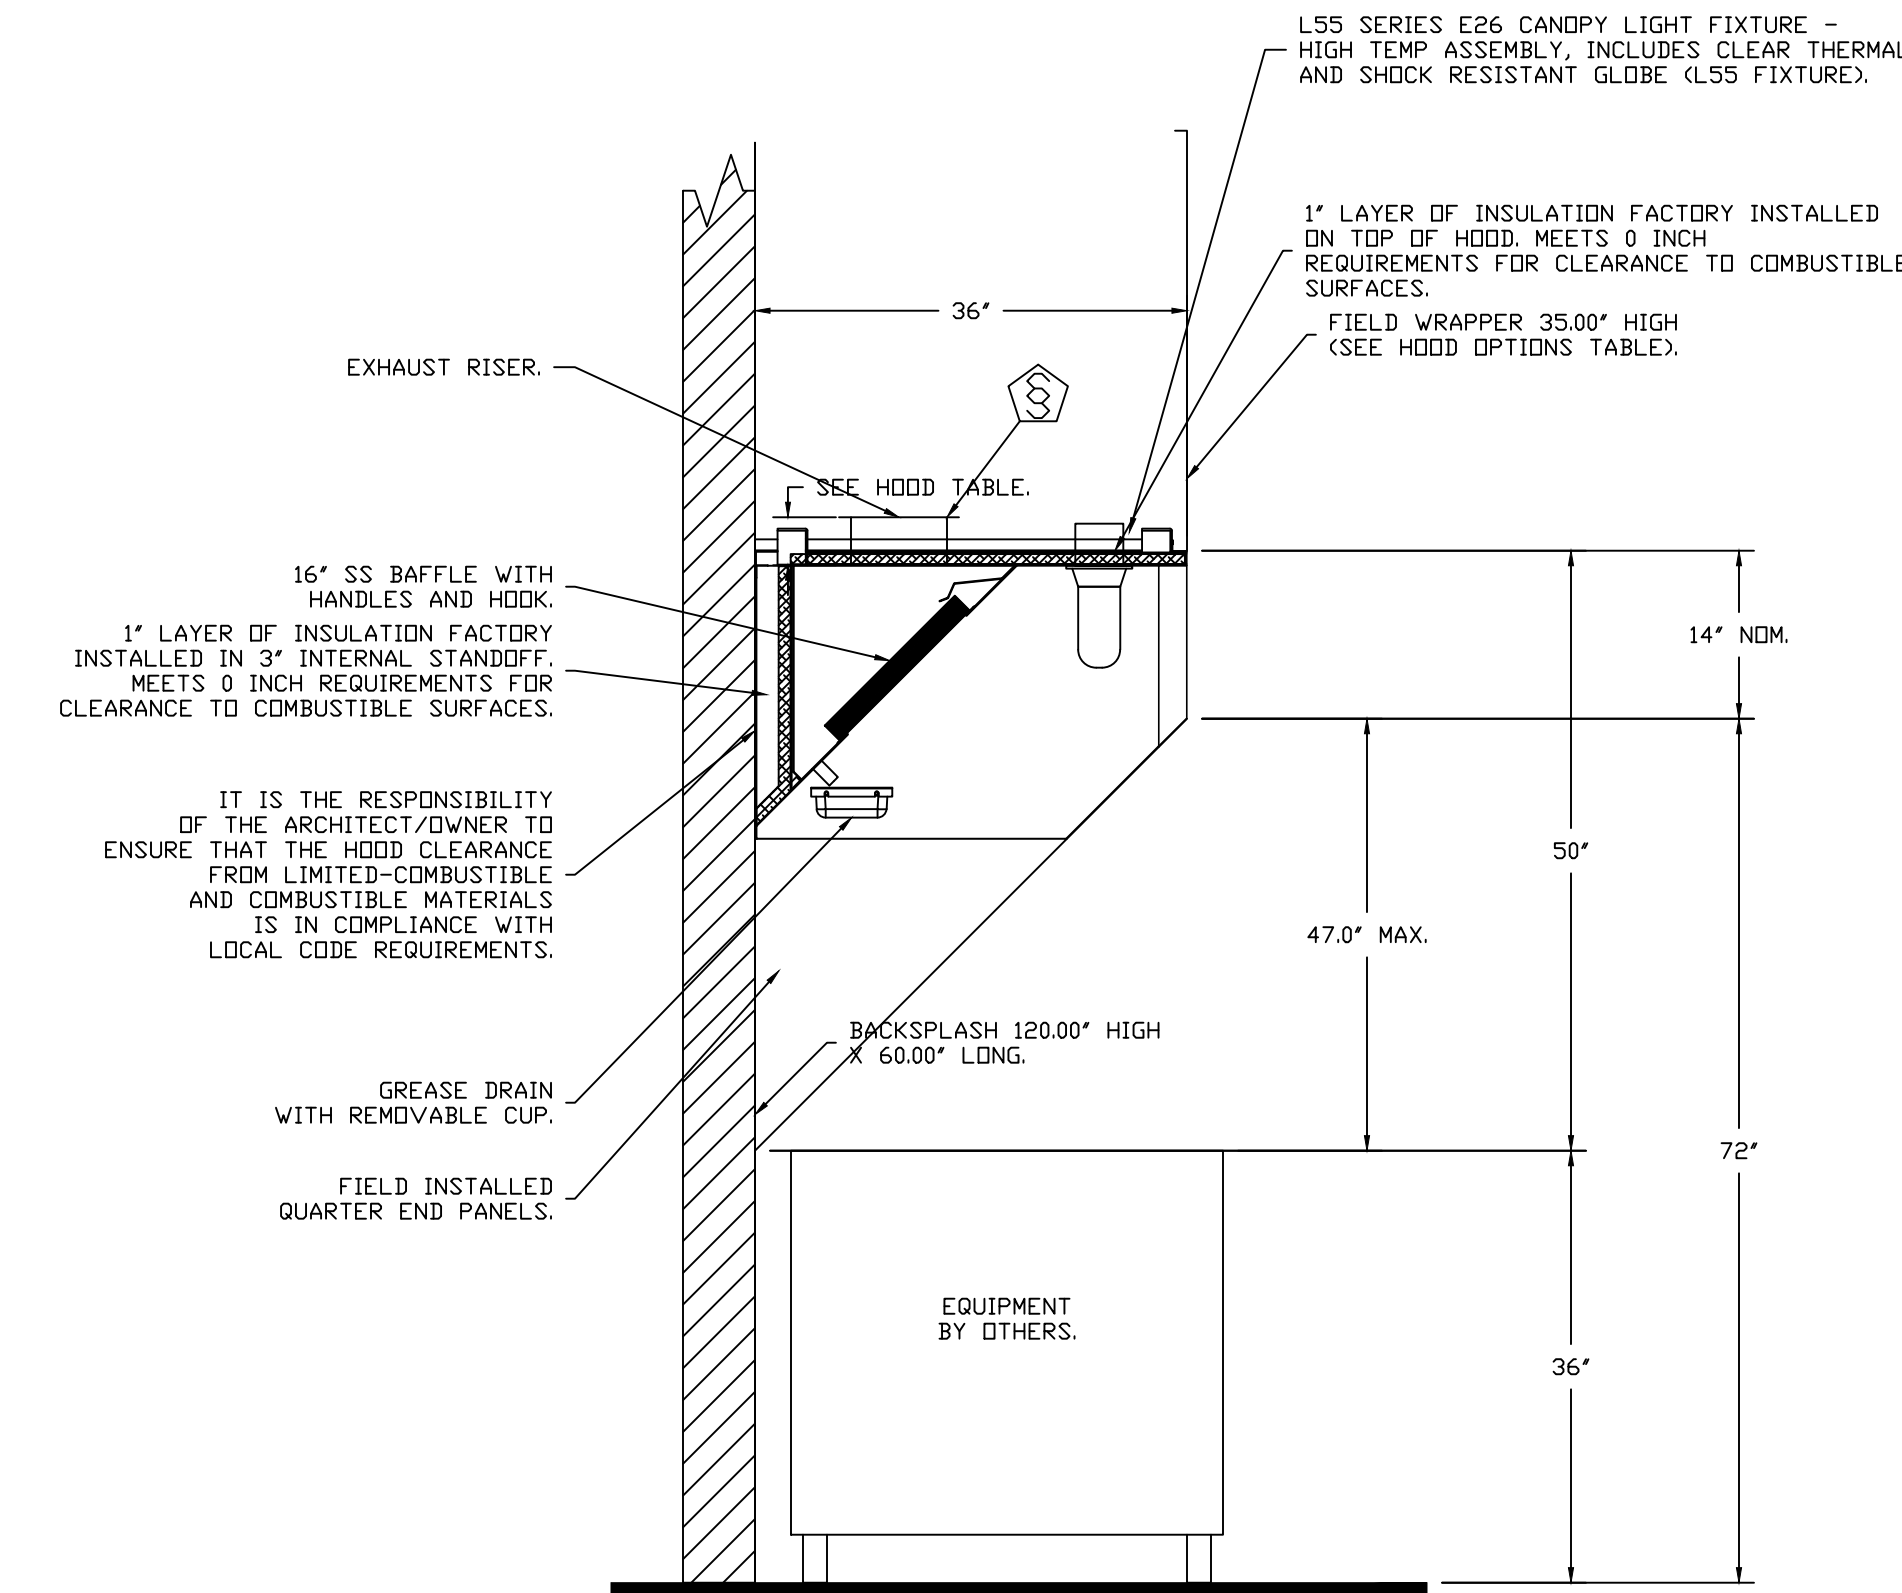 L55 SERIES E26 CANOPY LIGHT FIXTURE -
HIGH TEMP ASSEMBLY, INCLUDES CLEAR THERMAL
AND SHOCK RESISTANT GLOBE (L55 FIXTURE).
1" LAYER OF INSULATION FACTORY INSTALLED
ON TOP OF HOOD. MEETS 0 INCH
REQUIREMENTS FOR CLEARANCE TO COMBUSTIBLE
SURFACES.
36"
FIELD WRAPPER 35.00" HIGH
(SEE HOOD OPTIONS TABLE).
EXHAUST RISER.
SEE HOOD TABLE.
16" SS BAFFLE WITH
HANDLES AND HOOK.
1" LAYER OF INSULATION FACTORY
INSTALLED IN 3" INTERNAL STANDOFF.
MEETS 0 INCH REQUIREMENTS FOR
CLEARANCE TO COMBUSTIBLE SURFACES.
14" NOM.
IT IS THE RESPONSIBILITY
OF THE ARCHITECT/OWNER TO
ENSURE THAT THE HOOD CLEARANCE
FROM LIMITED-COMBUSTIBLE
AND COMBUSTIBLE MATERIALS
IS IN COMPLIANCE WITH
LOCAL CODE REQUIREMENTS.
50"
47.0" MAX.
BACKSPLASH 120.00" HIGH
X 60.00" LONG.
GREASE DRAIN
WITH REMOVABLE CUP.
72"
FIELD INSTALLED
QUARTER END PANELS.
EQUIPMENT
BY OTHERS.
36"